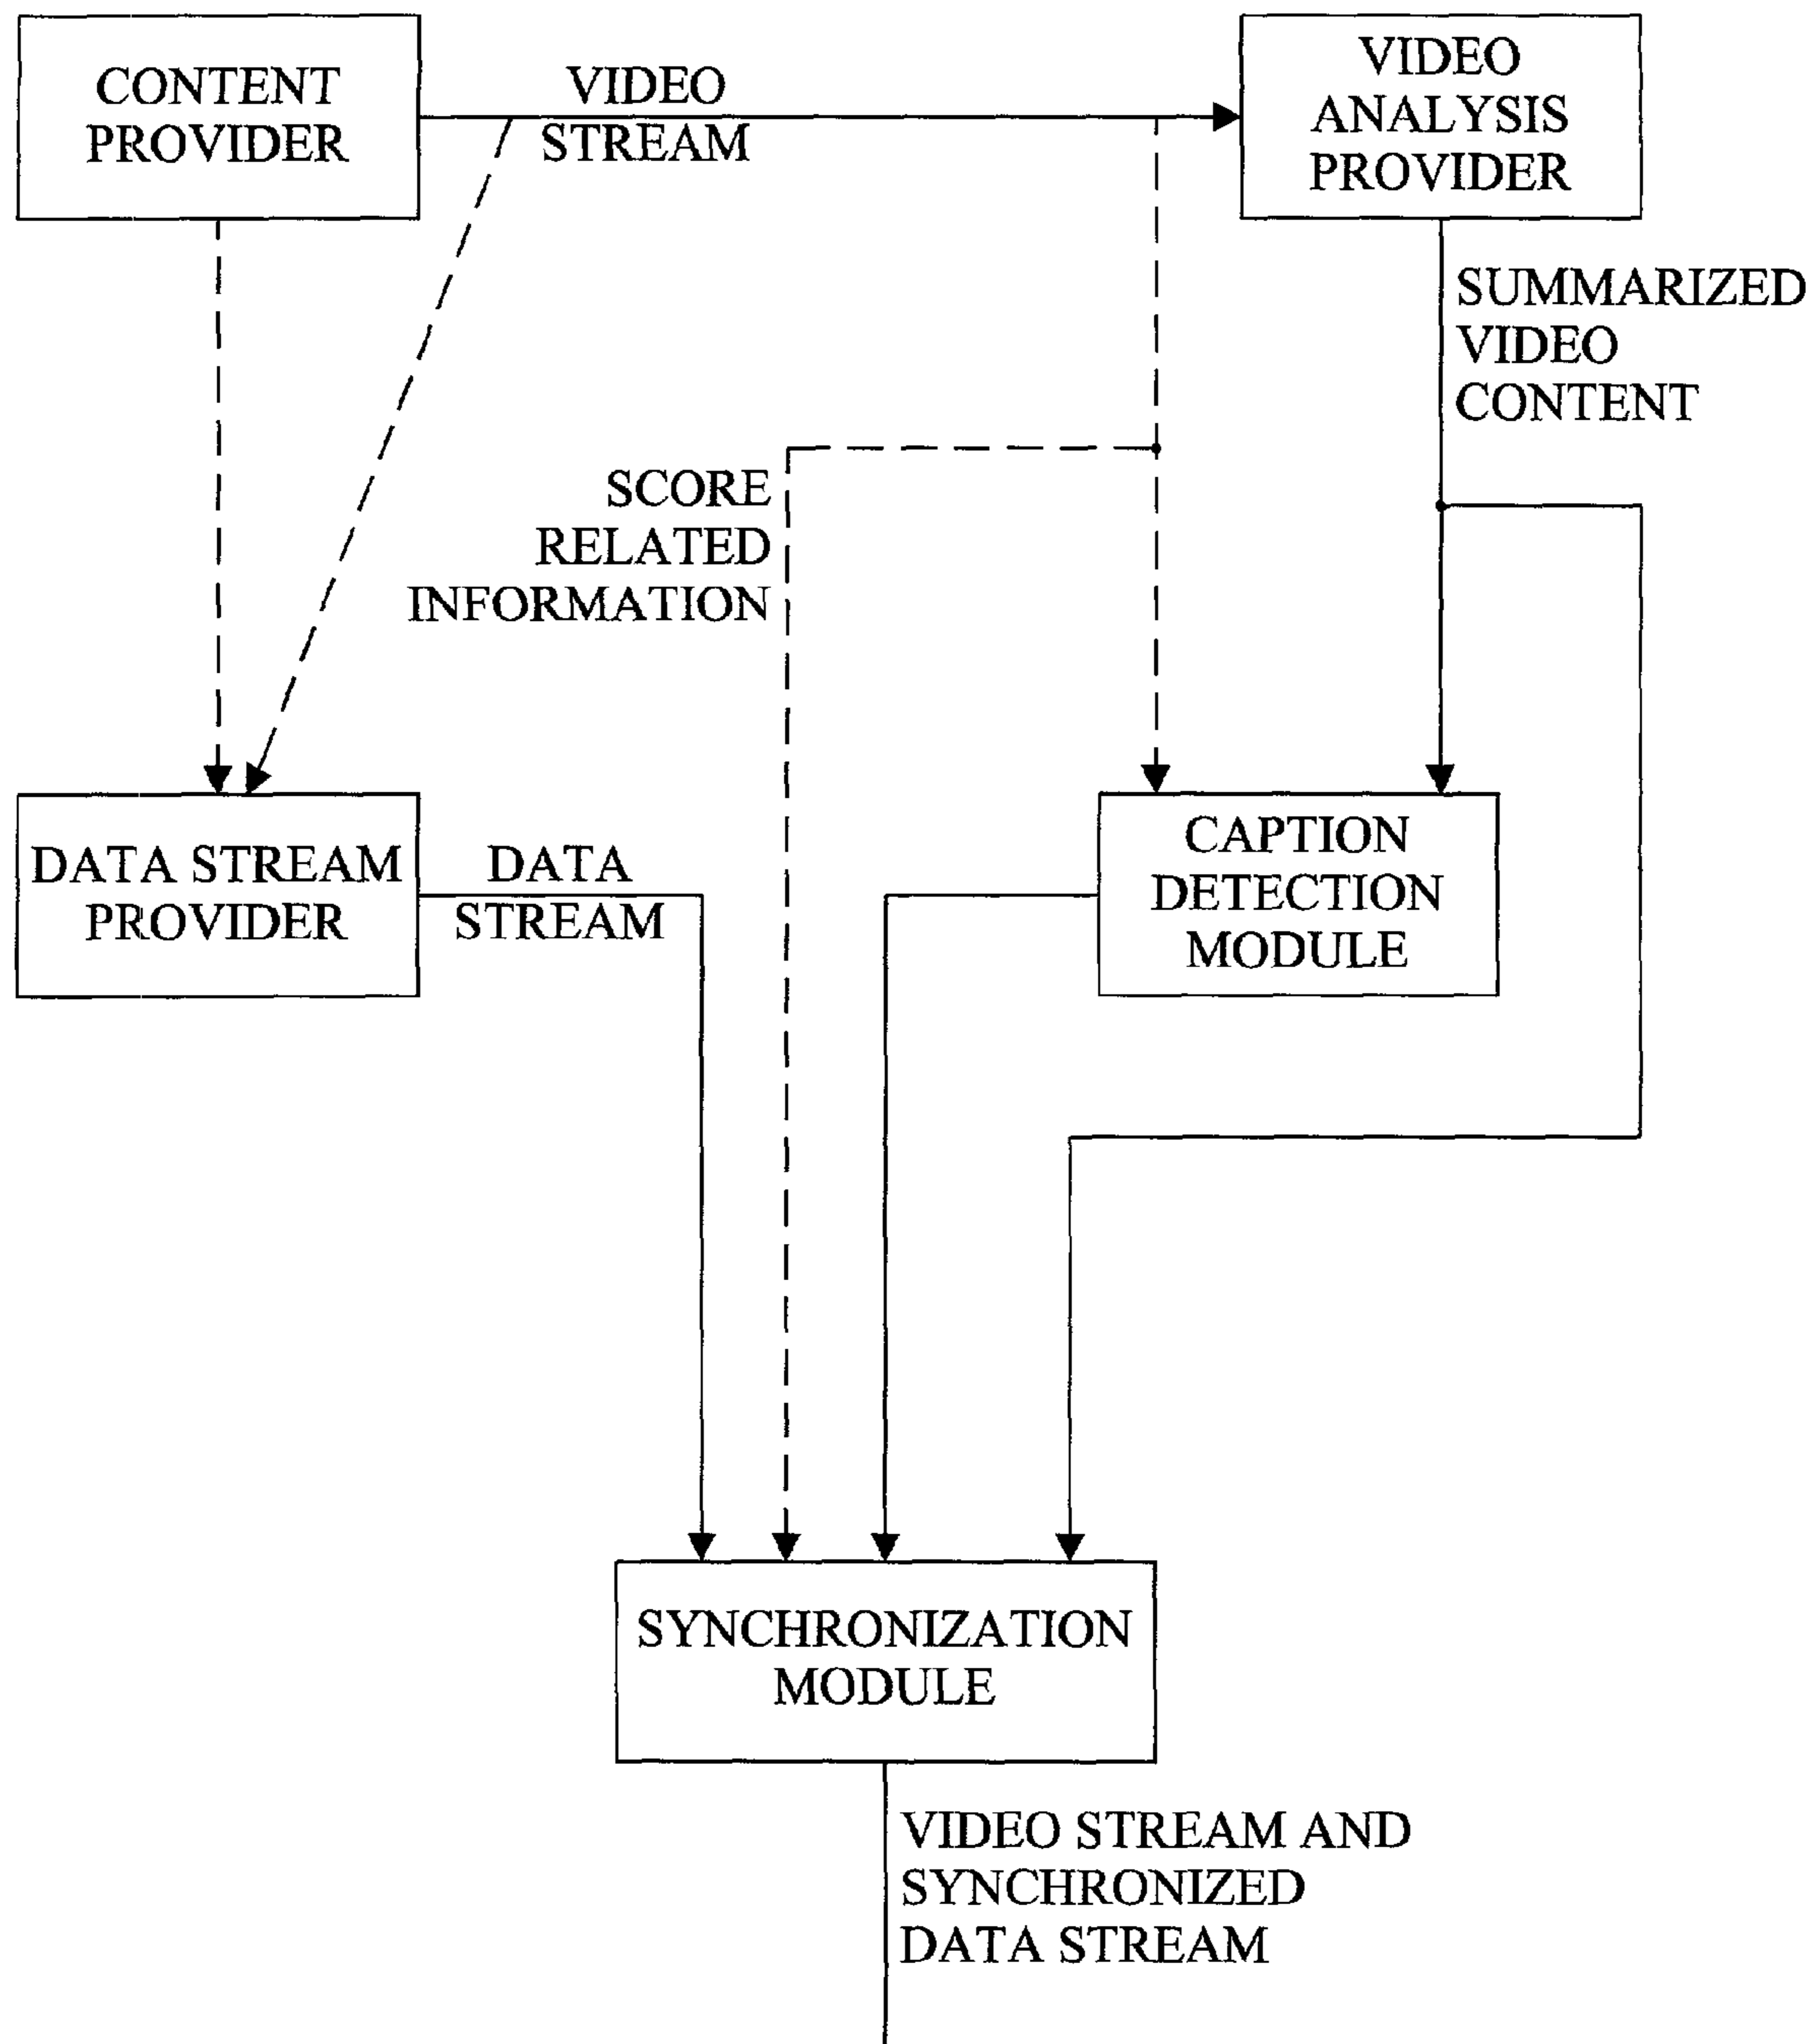 CONTENT
PROVIDER
VIDEO
STREAM
VIDEO
ANALYSIS
PROVIDER
SUMMARIZED
VIDEO
CONTENT
SCORE
RELATED
INFORMATION
DATA STREAM
PROVIDER
DATA
STREAM
CAPTION
DETECTION
MODULE
SYNCHRONIZATION
MODULE
VIDEO STREAM AND
SYNCHRONIZED
DATA STREAM